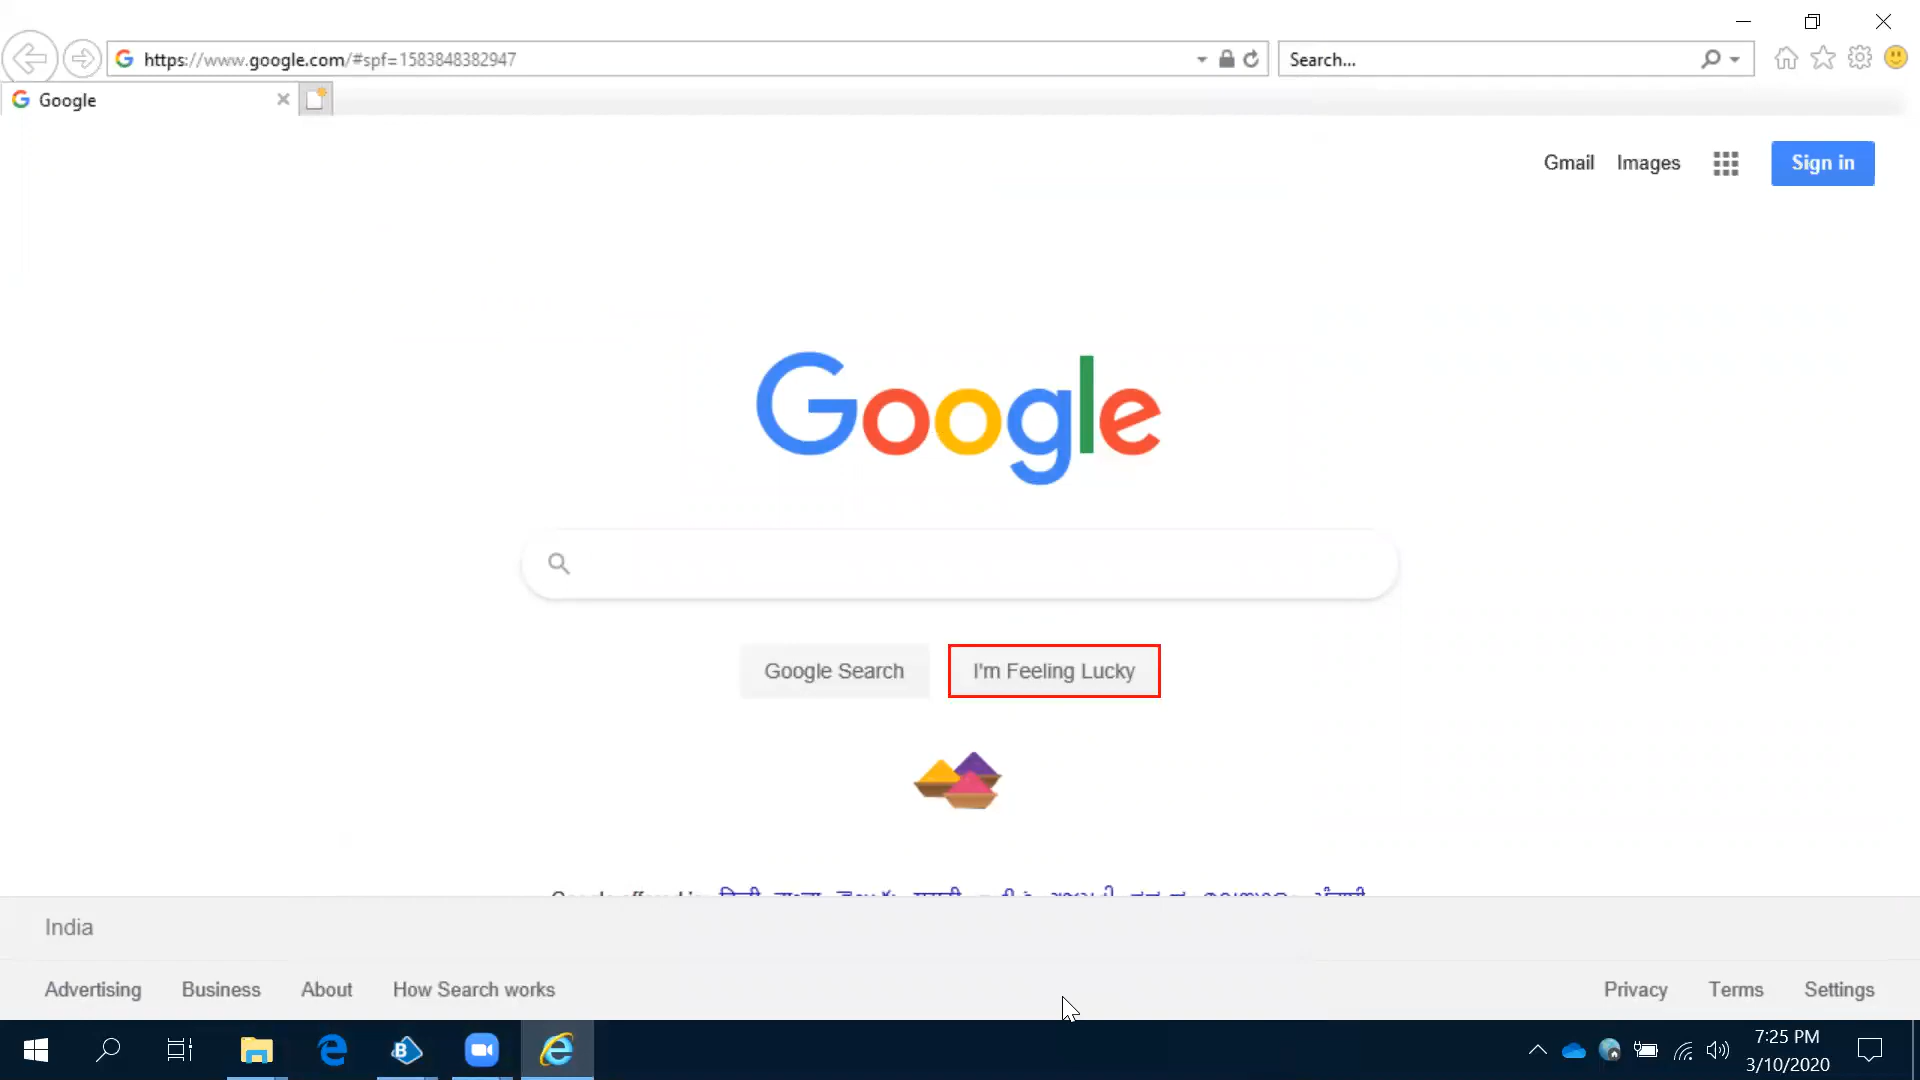 https://www.google.com/#spf=1583848382947
Search...
Google
Gmail Images Sign in
Google
Google Search I'm Feeling Lucky
India
Advertising Business About How Search works Privacy Terms Settings
7:25 PM
3/10/2020